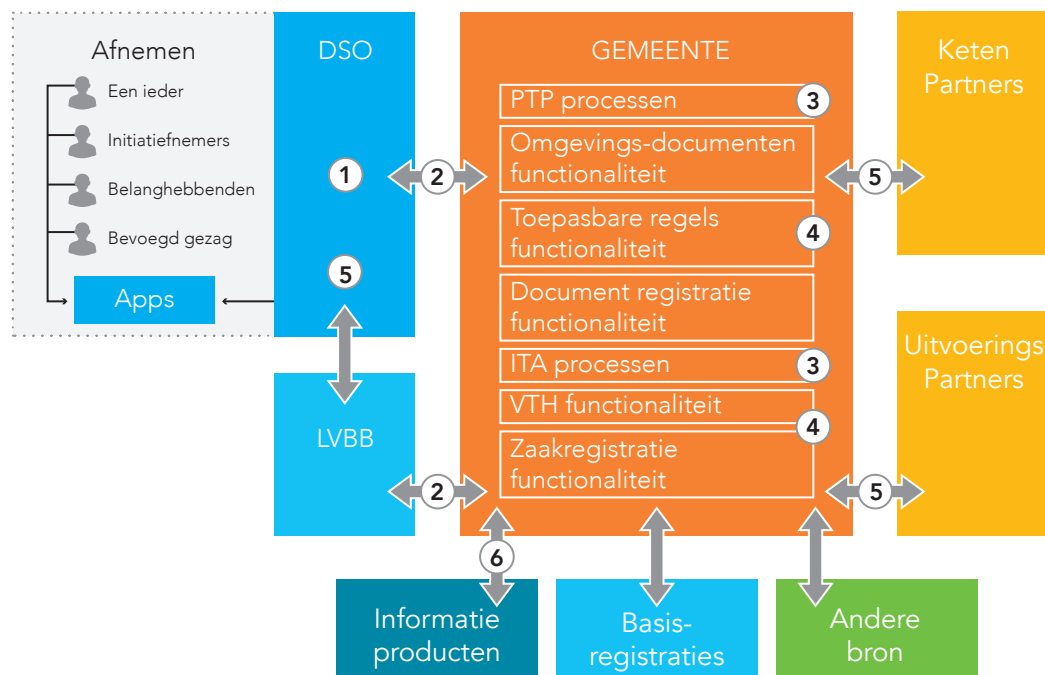 Afnemen
Een ieder
Initiatiefnemers
Belanghebbenden
Bevoegd gezag
Apps
DSO
1
5
2
LVBB
2
GEMEENTE
PTP processen
3
Omgevings-documenten
functionaliteit
Toepasbare regels
functionaliteit
4
Document registratie
functionaliteit
ITA processen
3
VTH functionaliteit
4
Zaakregistratie
functionaliteit
5
Keten
Partners
5
Uitvoerings
Partners
6
Informatie
producten
Basis-
registraties
Andere
bron